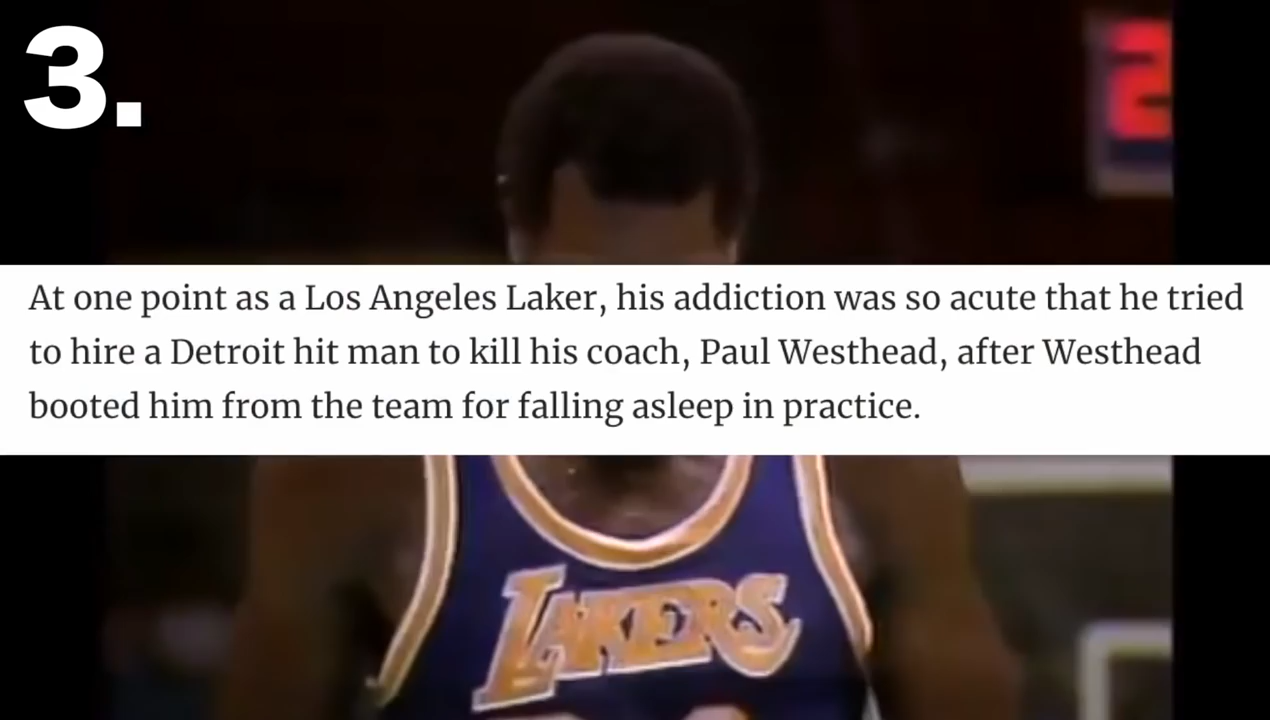 3.
2
At one point as a Los Angeles Laker, his addiction was so acute that he tried
to hire a Detroit hit man to kill his coach, Paul Westhead, after Westhead
booted him from the team for falling asleep in practice.
LAKERS